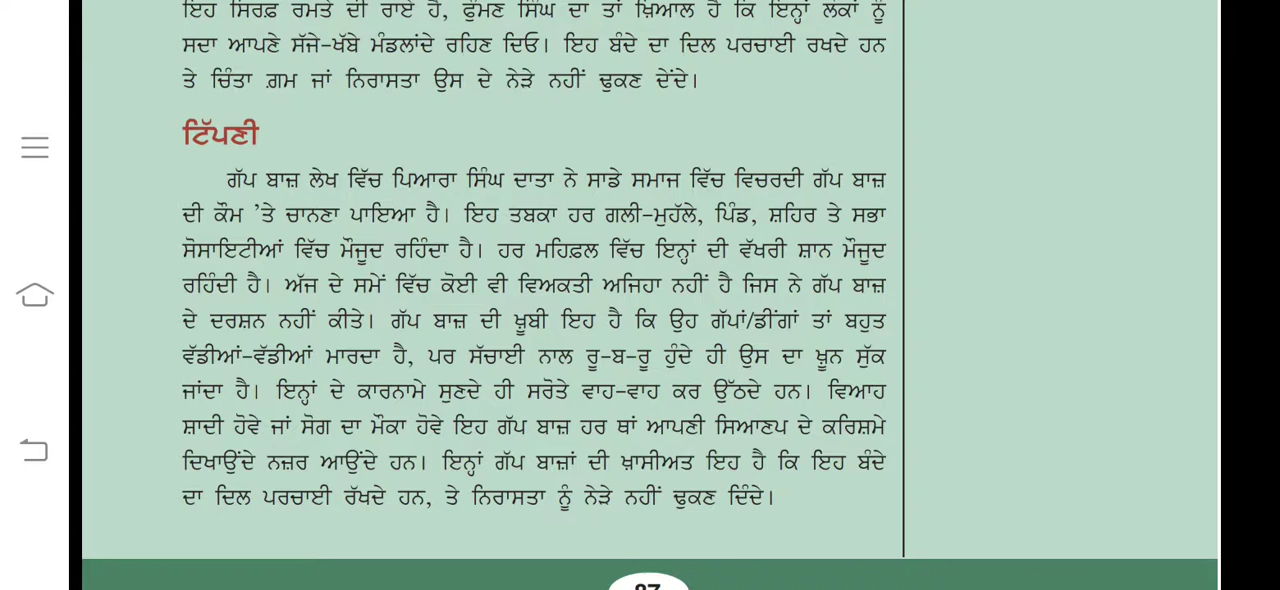 ਇਹ ਸਿਰਫ਼ ਰਮਤੇ ਦੀ ਰਾਏ ਹੈ, ਫੁੰਮਣ ਸਿੰਘ ਦਾ ਤਾਂ ਖ਼ਿਆਲ ਹੈ ਕਿ ਇਨ੍ਹਾਂ ਲੋਕਾਂ ਨੂੰ
ਸਦਾ ਆਪਣੇ ਸੱਜੇ-ਖੱਬੇ ਮੰਡਲਾਂਦੇ ਰਹਿਣ ਦਿਓ। ਇਹ ਬੰਦੇ ਦਾ ਦਿਲ ਪਰਚਾਈ ਰਖਦੇ ਹਨ
ਤੇ ਚਿੰਤਾ ਗ਼ਮ ਜਾਂ ਨਿਰਾਸਤਾ ਉਸ ਦੇ ਨੇੜੇ ਨਹੀਂ ਢੁਕਣ ਦੇਂਦੇ।
ਟਿੱਪਣੀ
ਗੱਪ ਬਾਜ਼ ਲੇਖ ਵਿੱਚ ਪਿਆਰਾ ਸਿੰਘ ਦਾਤਾ ਨੇ ਸਾਡੇ ਸਮਾਜ ਵਿੱਚ ਵਿਚਰਦੀ ਗੱਪ ਬਾਜ਼
ਦੀ ਕੌਮ ’ਤੇ ਚਾਨਣਾ ਪਾਇਆ ਹੈ। ਇਹ ਤਬਕਾ ਹਰ ਗਲੀ-ਮੁਹੱਲੇ, ਪਿੰਡ, ਸ਼ਹਿਰ ਤੇ ਸਭਾ
ਸੋਸਾਇਟੀਆਂ ਵਿੱਚ ਮੌਜੂਦ ਰਹਿੰਦਾ ਹੈ। ਹਰ ਮਹਿਫ਼ਲ ਵਿੱਚ ਇਨ੍ਹਾਂ ਦੀ ਵੱਖਰੀ ਸ਼ਾਨ ਮੌਜੂਦ
ਰਹਿੰਦੀ ਹੈ। ਅੱਜ ਦੇ ਸਮੇਂ ਵਿੱਚ ਕੋਈ ਵੀ ਵਿਅਕਤੀ ਅਜਿਹਾ ਨਹੀਂ ਹੈ ਜਿਸ ਨੇ ਗੱਪ ਬਾਜ਼
ਦੇ ਦਰਸ਼ਨ ਨਹੀਂ ਕੀਤੇ। ਗੱਪ ਬਾਜ਼ ਦੀ ਖ਼ੂਬੀ ਇਹ ਹੈ ਕਿ ਉਹ ਗੱਪਾਂ/ਡੀਂਗਾਂ ਤਾਂ ਬਹੁਤ
ਵੱਡੀਆਂ-ਵੱਡੀਆਂ ਮਾਰਦਾ ਹੈ, ਪਰ ਸੱਚਾਈ ਨਾਲ ਰੂ-ਬ-ਰੂ ਹੁੰਦੇ ਹੀ ਉਸ ਦਾ ਖ਼ੂਨ ਸੁੱਕ
ਜਾਂਦਾ ਹੈ। ਇਨ੍ਹਾਂ ਦੇ ਕਾਰਨਾਮੇ ਸੁਣਦੇ ਹੀ ਸਰੋਤੇ ਵਾਹ-ਵਾਹ ਕਰ ਉੱਠਦੇ ਹਨ। ਵਿਆਹ
ਸ਼ਾਦੀ ਹੋਵੇ ਜਾਂ ਸੋਗ ਦਾ ਮੌਕਾ ਹੋਵੇ ਇਹ ਗੱਪ ਬਾਜ਼ ਹਰ ਥਾਂ ਆਪਣੀ ਸਿਆਣਪ ਦੇ ਕਰਿਸ਼ਮੇ
ਦਿਖਾਉਂਦੇ ਨਜ਼ਰ ਆਉਂਦੇ ਹਨ। ਇਨ੍ਹਾਂ ਗੱਪ ਬਾਜ਼ਾਂ ਦੀ ਖ਼ਾਸੀਅਤ ਇਹ ਹੈ ਕਿ ਇਹ ਬੰਦੇ
ਦਾ ਦਿਲ ਪਰਚਾਈ ਰੱਖਦੇ ਹਨ, ਤੇ ਨਿਰਾਸਤਾ ਨੂੰ ਨੇੜੇ ਨਹੀਂ ਢੁਕਣ ਦਿੰਦੇ।